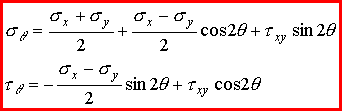 σ_θ = (σ_x + σ_y)/2 + (σ_x − σ_y)/2 cos2θ + τ_xy sin 2θ
τ_θ = −(σ_x − σ_y)/2 sin 2θ + τ_xy cos2θ